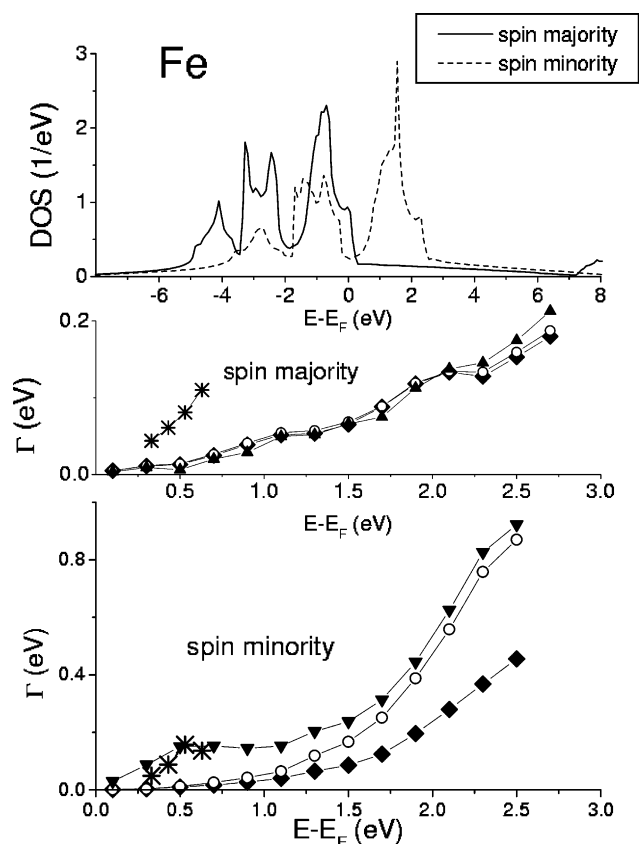 spin majority
spin minority
Fe
DOS (1/eV)
3
2
1
0
-6 -4 -2 0 2 4 6 8
E-E_F (eV)
Γ (eV)
0.2
0.0
spin majority
0.5 1.0 1.5 2.0 2.5 3.0
E-E_F (eV)
Γ (eV)
0.8
0.4
0.0
spin minority
0.0 0.5 1.0 1.5 2.0 2.5 3.0
E-E_F (eV)